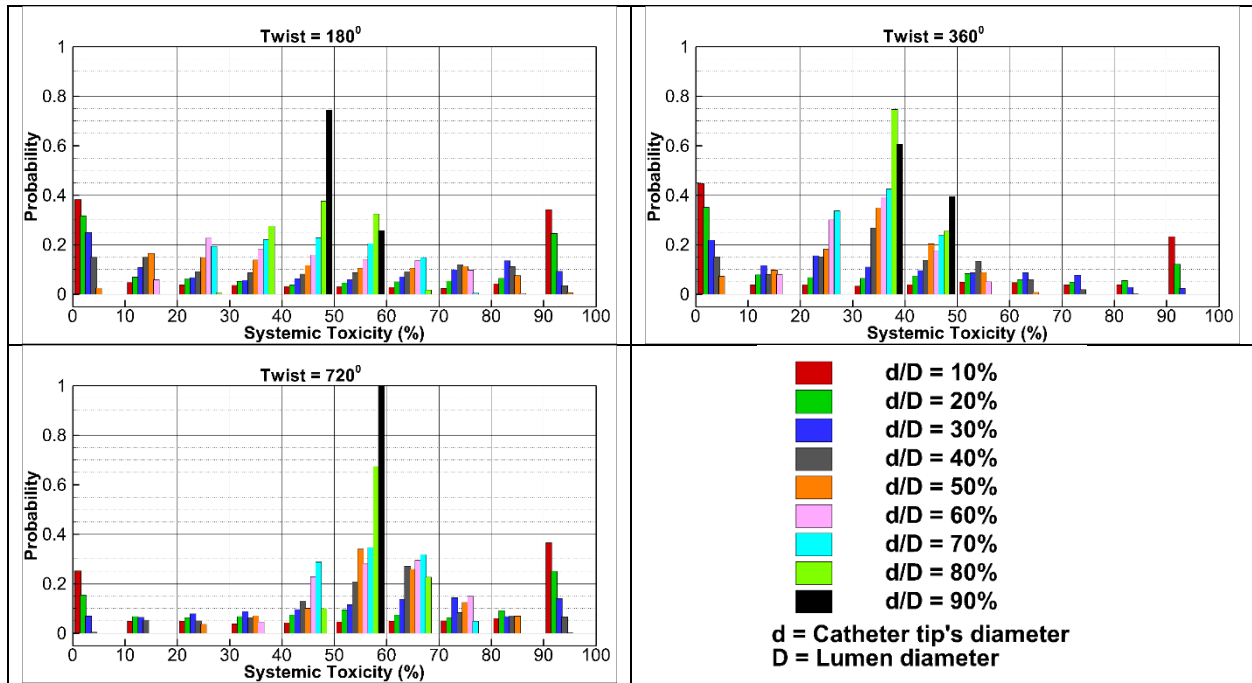 Twist = 180⁰
1
0.8
0.6
0.4
0.2
0
Probability
0 10 20 30 40 50 60 70 80 90 100
Systemic Toxicity (%)
Twist = 360⁰
1
0.8
0.6
0.4
0.2
0
Probability
0 10 20 30 40 50 60 70 80 90 100
Systemic Toxicity (%)
Twist = 720⁰
1
0.8
0.6
0.4
0.2
0
Probability
0 10 20 30 40 50 60 70 80 90 100
Systemic Toxicity (%)
d/D = 10%
d/D = 20%
d/D = 30%
d/D = 40%
d/D = 50%
d/D = 60%
d/D = 70%
d/D = 80%
d/D = 90%
d = Catheter tip's diameter
D = Lumen diameter